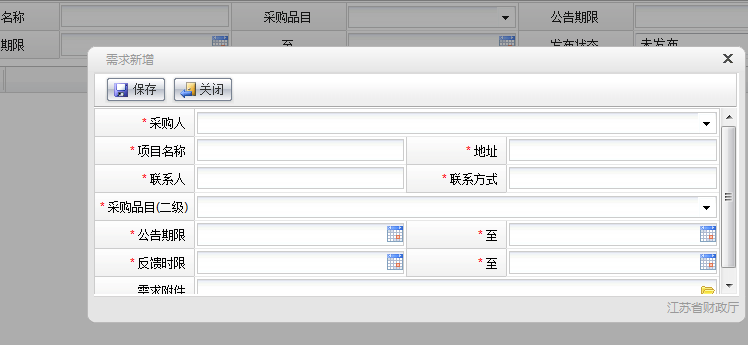 名称 采购品目 公告期限
期限 至 发布状态 未发布
需求新增
保存 关闭
* 采购人
* 项目名称 * 地址
* 联系人 * 联系方式
* 采购品目(二级)
* 公告期限 * 至
* 反馈时限 * 至
需求附件
江苏省财政厅